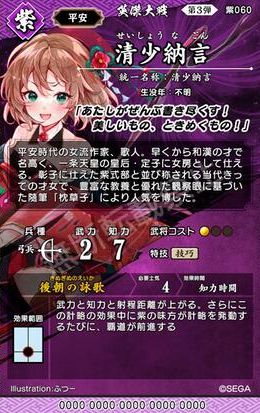 紫
平安
英傑大戦
第3弾
紫060
せいしょう な ごん
清少納言
統一名称：清少納言
生没年：不明
「あたしがぜんぶ書き尽くす！
美しいもの、ときめくもの！」
平安時代の女流作家、歌人。早くから和漢の才で
名高く、一条天皇の皇后・定子に女房として仕え
る。彰子に仕えた紫式部と並び称される当代きっ
ての才女で、豊富な教養と優れた観察眼に基づい
た随筆「枕草子」により人気を博した。
兵種
弓兵
武力 知力
2 7
武将コスト
特技 技巧
きぬぎぬのえいか
後朝の詠歌
必要士気
4
効果時間
知力時間
効果範囲
武力と知力と射程距離が上がる。さらにこ
の計略の効果中に紫の味方が計略を発動す
るたびに、覇道が前進する
Illustration:ふつー
©SEGA
0000-0000-0000-0000-0000